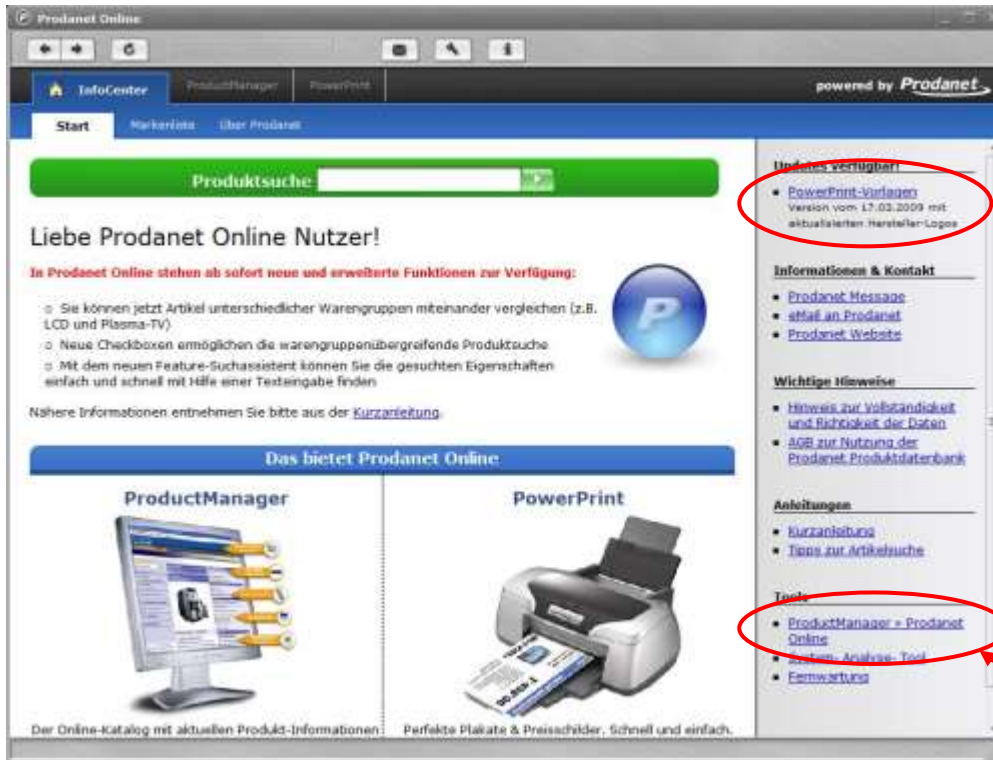 Prodanet Online
InfoCenter
ProductManager
PowerPrint
powered by Prodanet
Start
Markenliste
Über Prodanet
Produktsuche
Liebe Prodanet Online Nutzer!
In Prodanet Online stehen ab sofort neue und erweiterte Funktionen zur Verfügung:
Sie können jetzt Artikel unterschiedlicher Warengruppen miteinander vergleichen (z.B.
LCD und Plasma-TV)
Neue Checkboxen ermöglichen die warengruppenübergreifende Produktsuche
Mit dem neuen Feature-Suchassistent können Sie die gesuchten Eigenschaften
einfach und schnell mit Hilfe einer Texteingabe finden
Nähere Informationen entnehmen Sie bitte aus der Kurzanleitung.
Das bietet Prodanet Online
ProductManager
Der Online-Katalog mit aktuellen Produkt-Informationen
PowerPrint
Perfekte Plakate & Preisschilder. Schnell und einfach.
Updates verfügbar!
PowerPrint-Vorlagen
Version vom 17.03.2009 mit
aktualisierten Hersteller-Logos
Informationen & Kontakt
Prodanet Message
eMail an Prodanet
Prodanet Website
Wichtige Hinweise
Hinweis zur Vollständigkeit
und Richtigkeit der Daten
AGB zur Nutzung der
Prodanet Produktdatenbank
Anleitungen
Kurzanleitung
Tipps zur Artikelsuche
Tools
ProductManager » Prodanet
Online
System- Analyse- Tool
Fernwartung